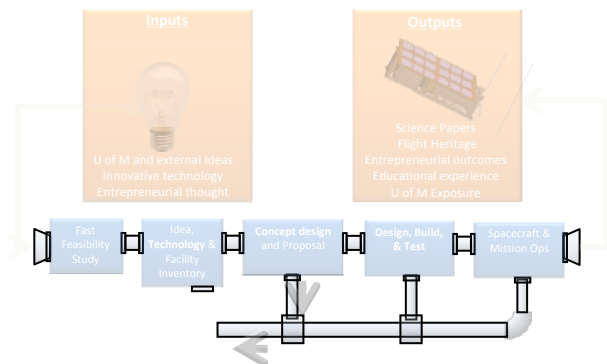 Inputs
U of M and external Ideas
Innovative technology
Entrepreneurial thought
Outputs
Science Papers
Flight Heritage
Entrepreneurial outcomes
Educational experience
U of M Exposure
Fast
Feasibility
Study
Idea,
Technology &
Facility
Inventory
Concept design
and Proposal
Design, Build,
& Test
Spacecraft &
Mission Ops